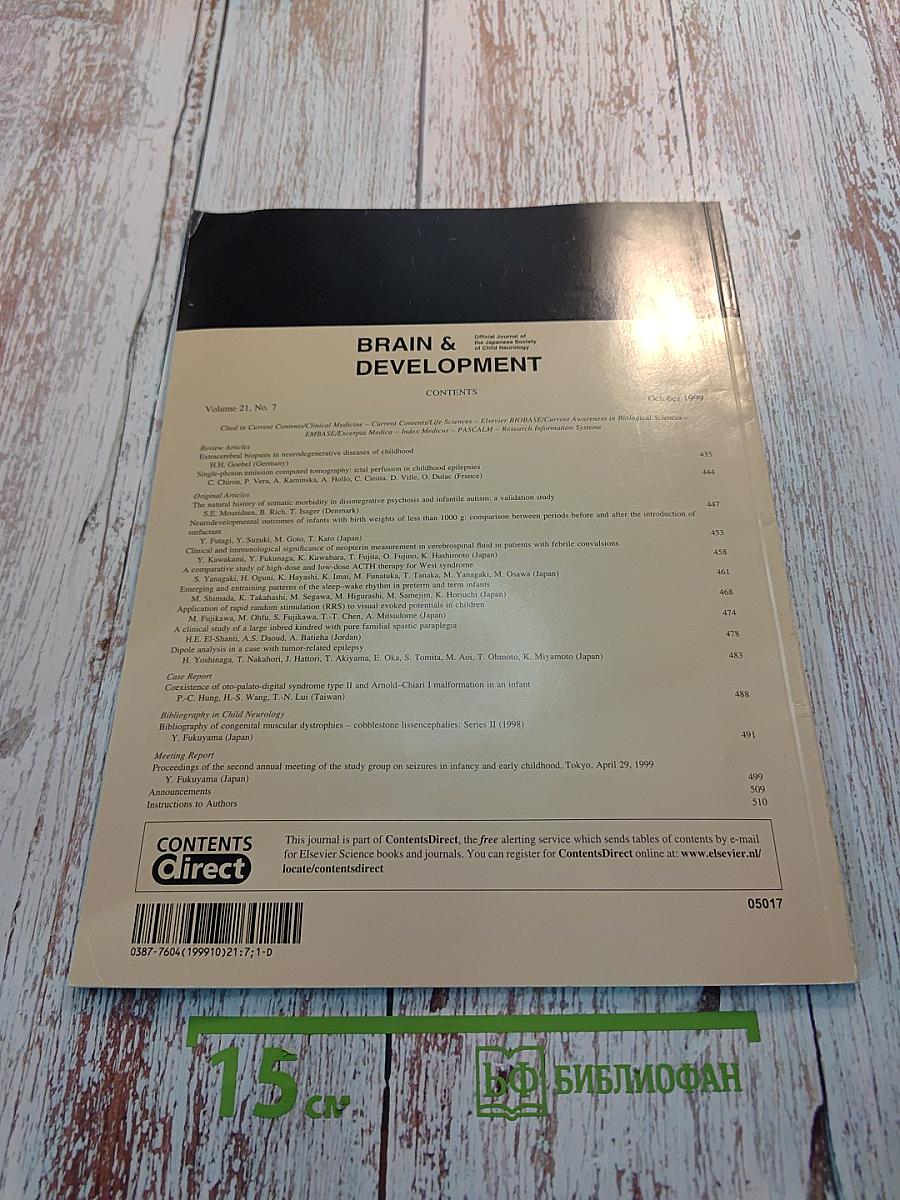 BRAIN &
DEVELOPMENT
Official Journal of
the Japanese Society
of Child Neurology
CONTENTS
Volume 21, No. 7
October 1999
Cited in Current Contents/Clinical Medicine – Current Contents/Life Sciences – Elsevier BIOBASE/Current Awareness in Biological Sciences –
EMBASE/Excerpta Medica – Index Medicus – PASCALM – Research Information Systems
Review Articles
Extracerebral biopsies in neurodegenerative diseases of childhood
H.H. Goebel (Germany) 435
Single-photon emission computed tomography: ictal perfusion in childhood epilepsies
C. Chiron, P. Vera, A. Kaminska, A. Hollo, C. Cieuta, D. Ville, O. Dulac (France) 444
Original Articles
The natural history of somatic morbidity in disintegrative psychosis and infantile autism: a validation study
S.E. Mouridsen, B. Rich, T. Isager (Denmark) 447
Neurodevelopmental outcomes of infants with birth weights of less than 1000 g: comparison between periods before and after the introduction of
surfactant
Y. Futagi, Y. Suzuki, M. Goto, T. Kato (Japan) 453
Clinical and immunological significance of neopterin measurement in cerebrospinal fluid in patients with febrile convulsions
Y. Kawakami, Y. Fukunaga, K. Kuwabara, T. Fujita, O. Fujino, K. Hashimoto (Japan) 458
A comparative study of high-dose and low-dose ACTH therapy for West syndrome
S. Yanagaki, H. Oguni, K. Hayashi, K. Imai, M. Funatuka, T. Tanaka, M. Yanagaki, M. Osawa (Japan) 461
Emerging and entraining patterns of the sleep–wake rhythm in preterm and term infants
M. Shimada, K. Takahashi, M. Segawa, M. Higurashi, M. Samejim, K. Horiuchi (Japan) 468
Application of rapid random stimulation (RRS) to visual evoked potentials in children
M. Fujikawa, M. Ohfu, S. Fujikawa, T.-T. Chen, A. Mitsudome (Japan) 474
A clinical study of a large inbred kindred with pure familial spastic paraplegia
H.E. El-Shanti, A.S. Daoud, A. Batieha (Jordan) 478
Dipole analysis in a case with tumor-related epilepsy
H. Yoshinaga, T. Nakahori, J. Hattori, T. Akiyama, E. Oka, S. Tomita, M. Aoi, T. Ohmoto, K. Miyamoto (Japan) 483
Case Report
Coexistence of oto-palato-digital syndrome type II and Arnold–Chiari I malformation in an infant
P.-C. Hung, H.-S. Wang, T.-N. Lui (Taiwan) 488
Bibliography in Child Neurology
Bibliography of congenital muscular dystrophies – cobblestone lissencephalies: Series II (1998)
Y. Fukuyama (Japan) 491
Meeting Report
Proceedings of the second annual meeting of the study group on seizures in infancy and early childhood, Tokyo, April 29, 1999
Y. Fukuyama (Japan) 499
Announcements 509
Instructions to Authors 510
CONTENTS
direct
This journal is part of ContentsDirect, the free alerting service which sends tables of contents by e-mail
for Elsevier Science books and journals. You can register for ContentsDirect online at: www.elsevier.nl/
locate/contentsdirect
05017
0387-7604(199910)21:7;1-D
15 см
БФ БИБЛИОФАН